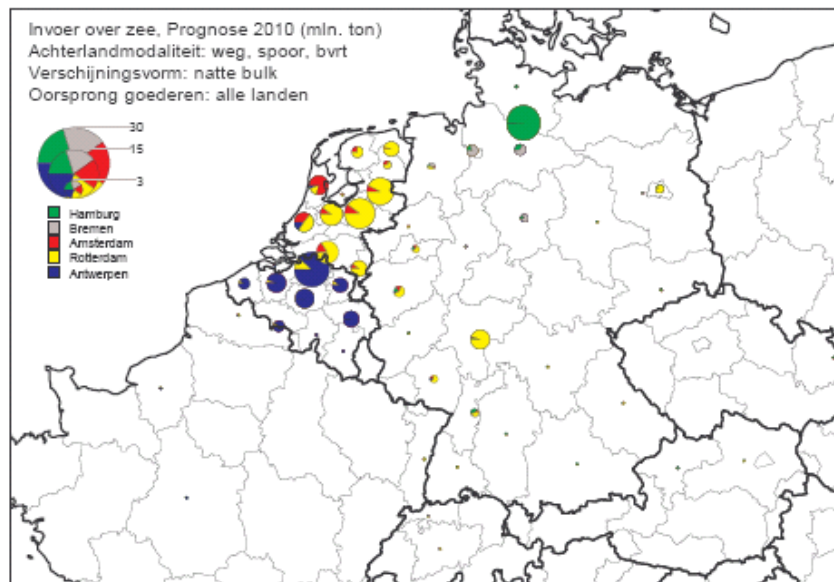 Invoer over zee, Prognose 2010 (mln. ton)
Achterlandmodaliteit: weg, spoor, bvrt
Verschijningsvorm: natte bulk
Oorsprong goederen: alle landen
30
15
3
Hamburg
Bremen
Amsterdam
Rotterdam
Antwerpen